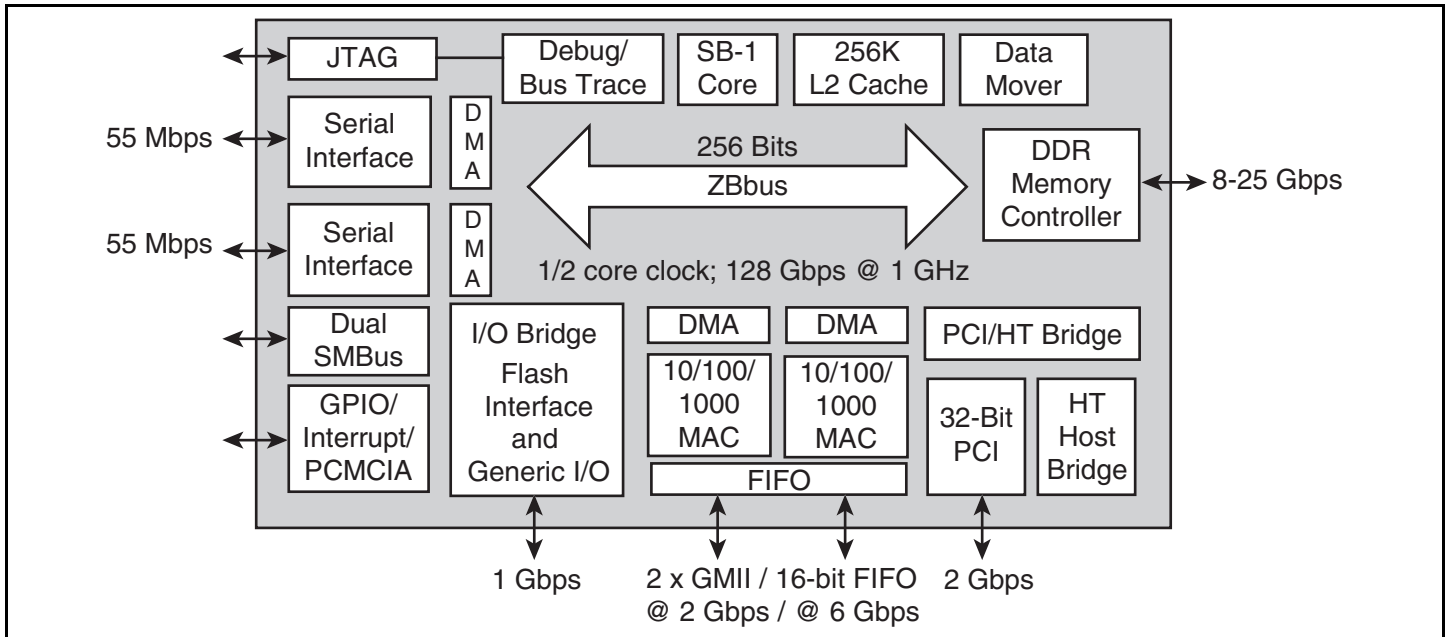 JTAG
Debug/
Bus Trace
SB-1
Core
256K
L2 Cache
Data
Mover
55 Mbps
Serial
Interface
D
M
A
256 Bits
ZBbus
DDR
Memory
Controller
8-25 Gbps
55 Mbps
Serial
Interface
D
M
A
1/2 core clock; 128 Gbps @ 1 GHz
Dual
SMBus
I/O Bridge
Flash
Interface
and
Generic I/O
DMA
DMA
PCI/HT Bridge
GPIO/
Interrupt/
PCMCIA
10/100/
1000
MAC
10/100/
1000
MAC
32-Bit
PCI
HT
Host
Bridge
FIFO
1 Gbps
2 x GMII / 16-bit FIFO
@ 2 Gbps / @ 6 Gbps
2 Gbps